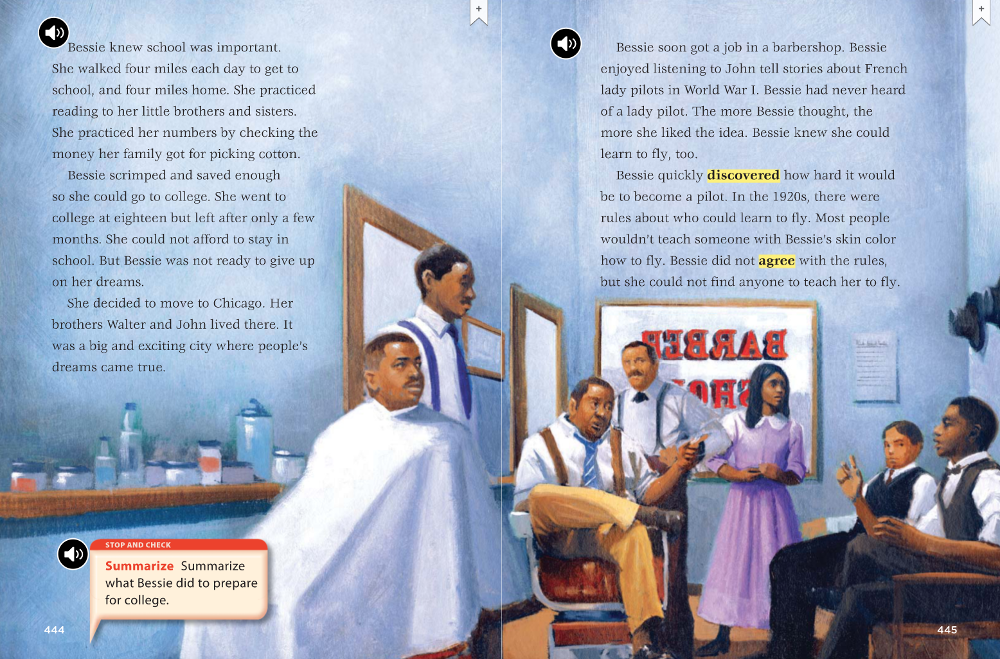 Bessie knew school was important.
She walked four miles each day to get to
school, and four miles home. She practiced
reading to her little brothers and sisters.
She practiced her numbers by checking the
money her family got for picking cotton.
Bessie scrimped and saved enough
so she could go to college. She went to
college at eighteen but left after only a few
months. She could not afford to stay in
school. But Bessie was not ready to give up
on her dreams.
She decided to move to Chicago. Her
brothers Walter and John lived there. It
was a big and exciting city where people's
dreams came true.
STOP AND CHECK
Summarize Summarize
what Bessie did to prepare
for college.
444
Bessie soon got a job in a barbershop. Bessie
enjoyed listening to John tell stories about French
lady pilots in World War I. Bessie had never heard
of a lady pilot. The more Bessie thought, the
more she liked the idea. Bessie knew she could
learn to fly, too.
Bessie quickly discovered how hard it would
be to become a pilot. In the 1920s, there were
rules about who could learn to fly. Most people
wouldn't teach someone with Bessie's skin color
how to fly. Bessie did not agree with the rules,
but she could not find anyone to teach her to fly.
BARBER
SHO
445